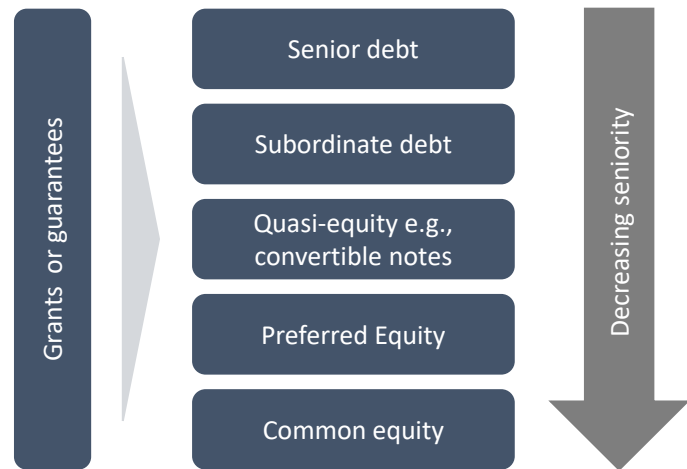 Grants or guarantees
Senior debt
Subordinate debt
Quasi-equity e.g.,
convertible notes
Preferred Equity
Common equity
Decreasing seniority